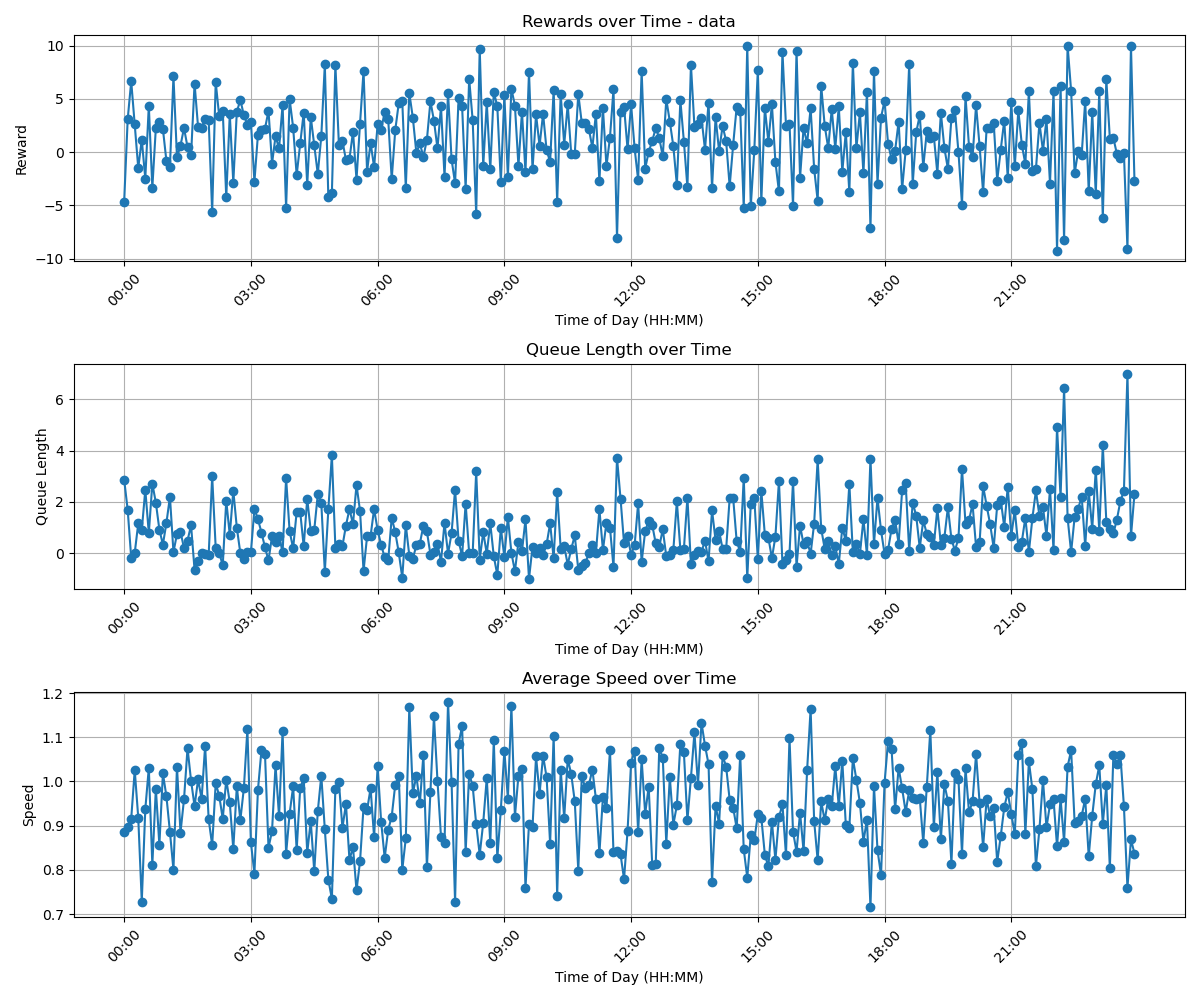 Rewards over Time - data
10
5
0
−5
−10
Reward
00:00 03:00 06:00 09:00 12:00 15:00 18:00 21:00
Time of Day (HH:MM)
Queue Length over Time
6
4
2
0
Queue Length
00:00 03:00 06:00 09:00 12:00 15:00 18:00 21:00
Time of Day (HH:MM)
Average Speed over Time
1.2
1.1
1.0
0.9
0.8
0.7
Speed
00:00 03:00 06:00 09:00 12:00 15:00 18:00 21:00
Time of Day (HH:MM)